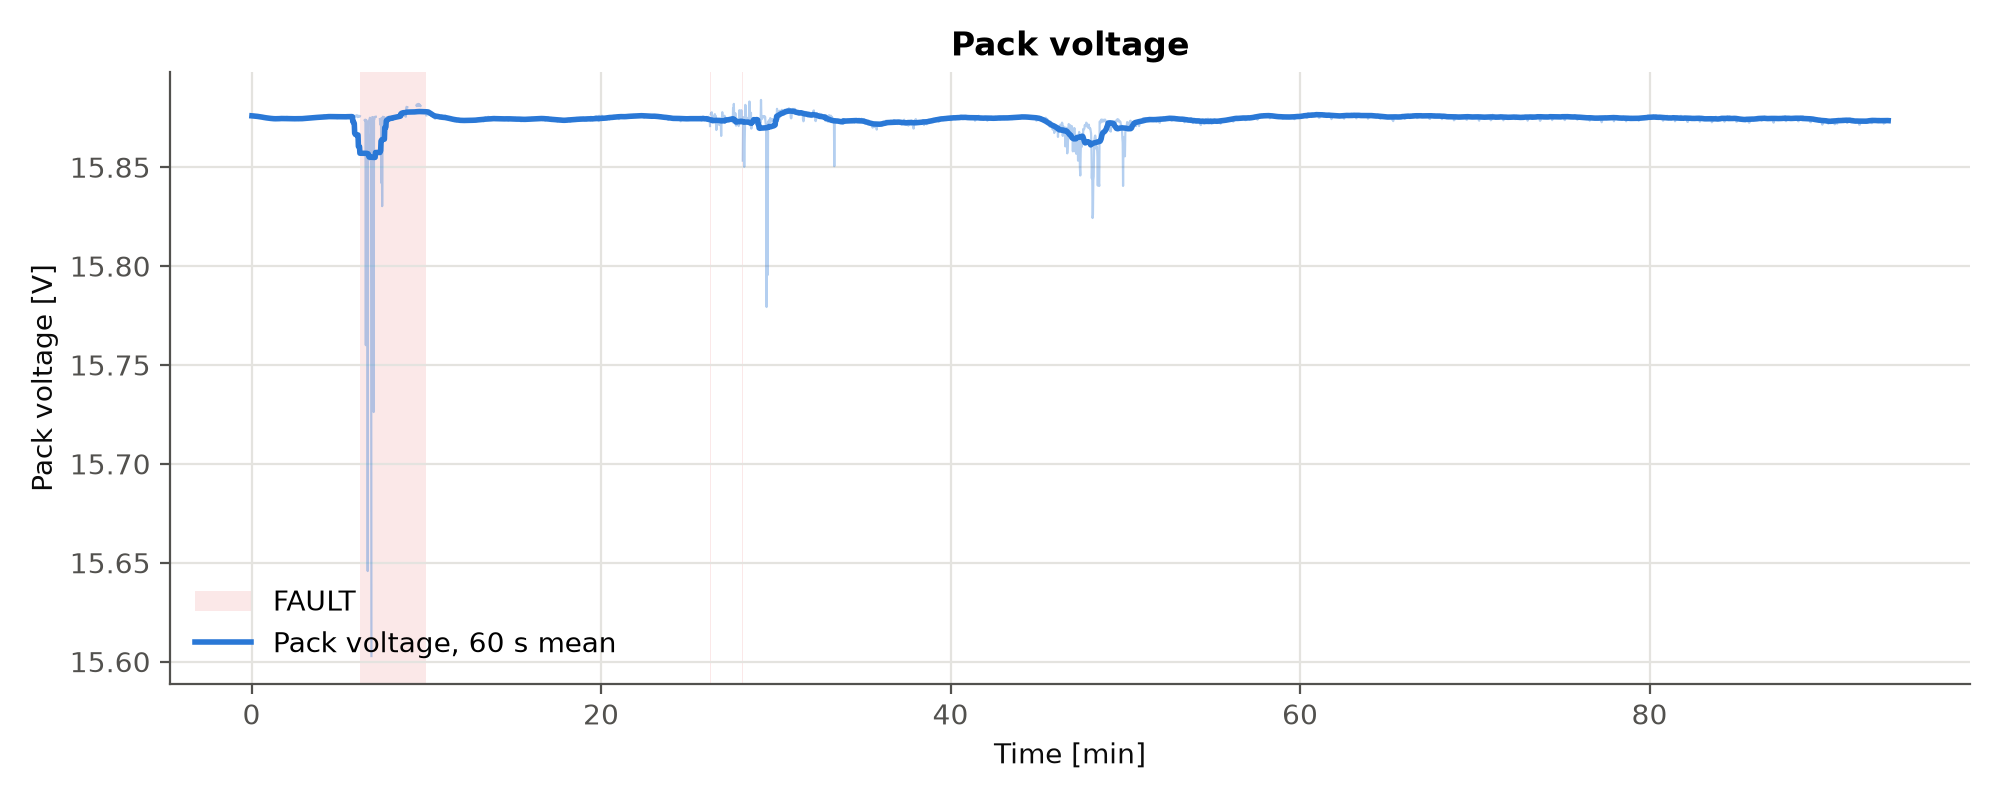 Pack voltage
Pack voltage [V]
15.85
15.80
15.75
15.70
15.65
15.60
FAULT
Pack voltage, 60 s mean
0
20
40
60
80
Time [min]